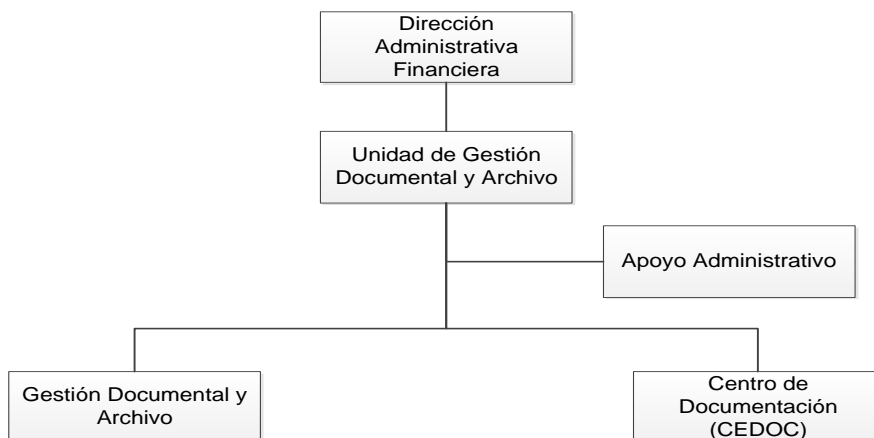 Dirección
Administrativa
Financiera
Unidad de Gestión
Documental y Archivo
Apoyo Administrativo
Gestión Documental y
Archivo
Centro de
Documentación
(CEDOC)